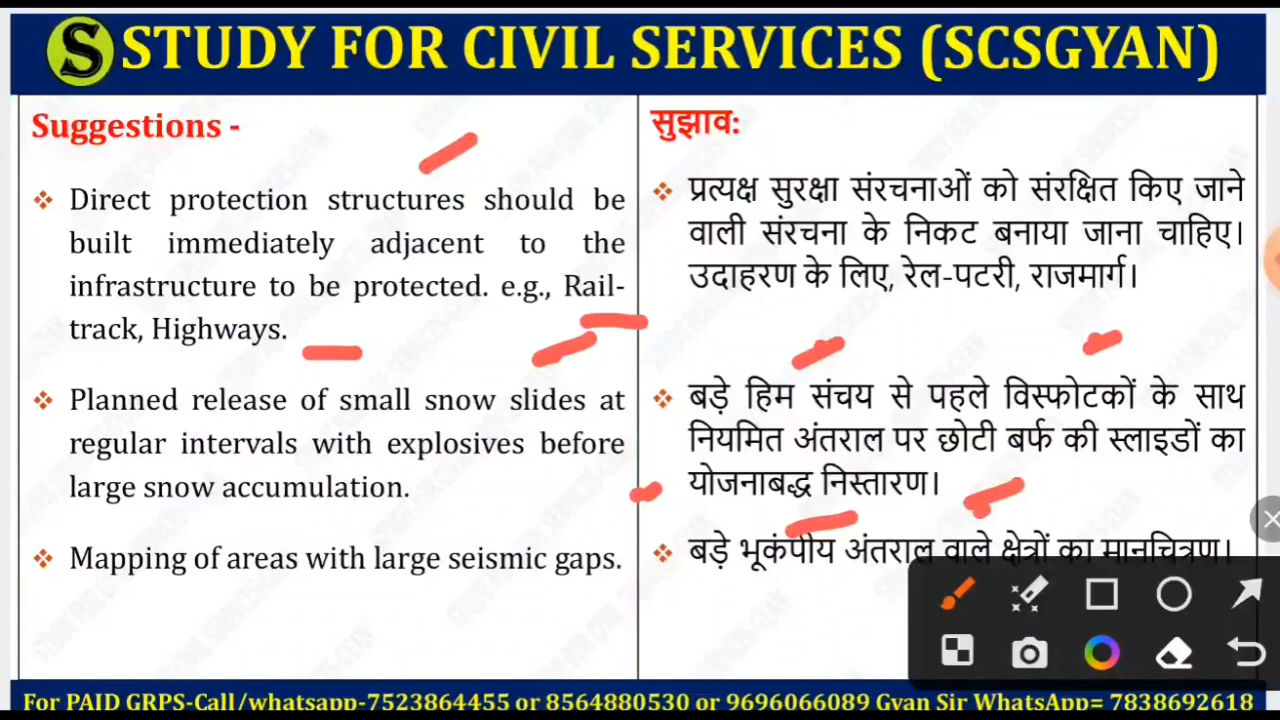 S STUDY FOR CIVIL SERVICES (SCSGYAN)
Suggestions -
❖ Direct protection structures should be
built immediately adjacent to the
infrastructure to be protected. e.g., Rail-
track, Highways.
❖ Planned release of small snow slides at
regular intervals with explosives before
large snow accumulation.
❖ Mapping of areas with large seismic gaps.
सुझाव:
❖ प्रत्यक्ष सुरक्षा संरचनाओं को संरक्षित किए जाने
वाली संरचना के निकट बनाया जाना चाहिए।
उदाहरण के लिए, रेल-पटरी, राजमार्ग।
❖ बड़े हिम संचय से पहले विस्फोटकों के साथ
नियमित अंतराल पर छोटी बर्फ की स्लाइडों का
योजनाबद्ध निस्तारण।
❖ बड़े भूकंपीय अंतराल वाले क्षेत्रों का मानचित्रण।
For PAID GRPS-Call/whatsapp-7523864455 or 8564880530 or 9696066089 Gyan Sir WhatsApp= 7838692618